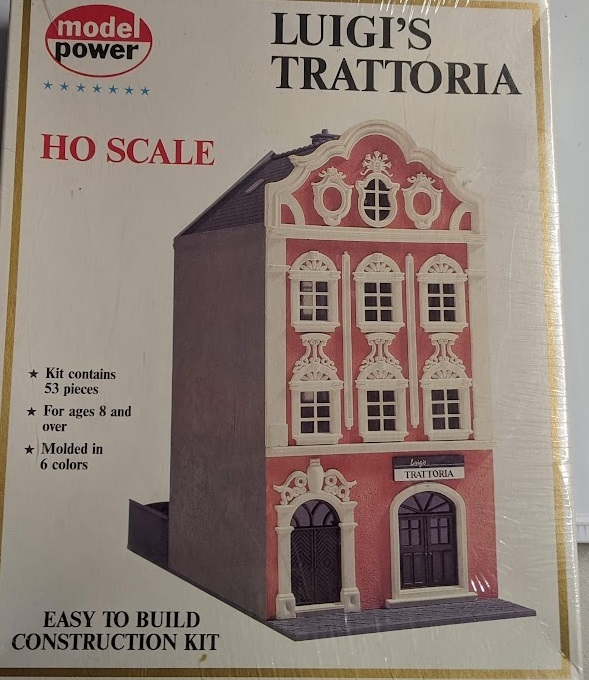 model
power
LUIGI'S
TRATTORIA
HO SCALE
★ Kit contains
53 pieces
★ For ages 8 and
over
★ Molded in
6 colors
Luigi's
TRATTORIA
EASY TO BUILD
CONSTRUCTION KIT